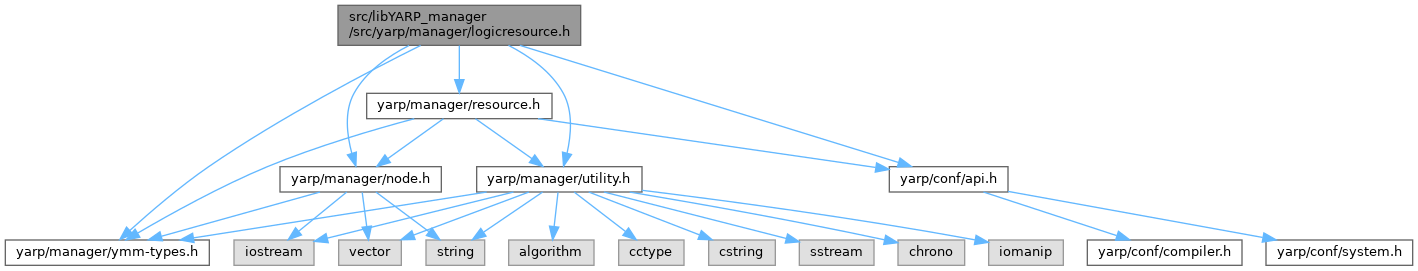 src/libYARP_manager
/src/yarp/manager/logicresource.h
yarp/manager/resource.h
yarp/manager/node.h
yarp/manager/utility.h
yarp/conf/api.h
yarp/manager/ymm-types.h
iostream
vector
string
algorithm
cctype
cstring
sstream
chrono
iomanip
yarp/conf/compiler.h
yarp/conf/system.h